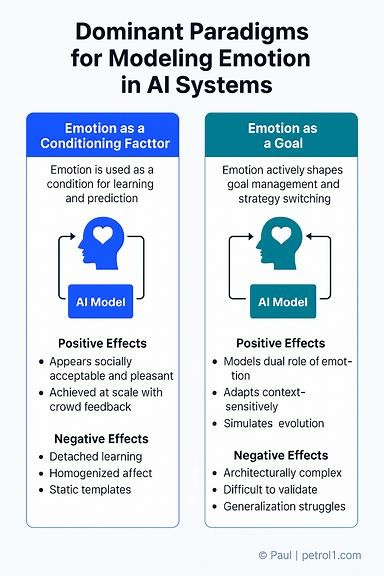 Dominant Paradigms
for Modeling Emotion
in AI Systems
Emotion as a
Conditioning Facttor
Emotion is used as a
condition for learning
and prediction
AI Model
Positive Effects
• Appears socially
acceptable and pleasant
• Achieved at scale with
crowd feedback
Negative Effects
• Detached learning
• Homogenized affect
• Static templates
Emotion as
a Goal
Emotion actively shapes
goal management and
strategy switching
AI Model
Positive Effects
• Models dual role of emot-
tion
• Adapts context-
sensitively
• Simulates evolution
Negative Effects
• Architecturally complex
• Difficult to validate
• Generalization struggles
© Paul | petrol1.com